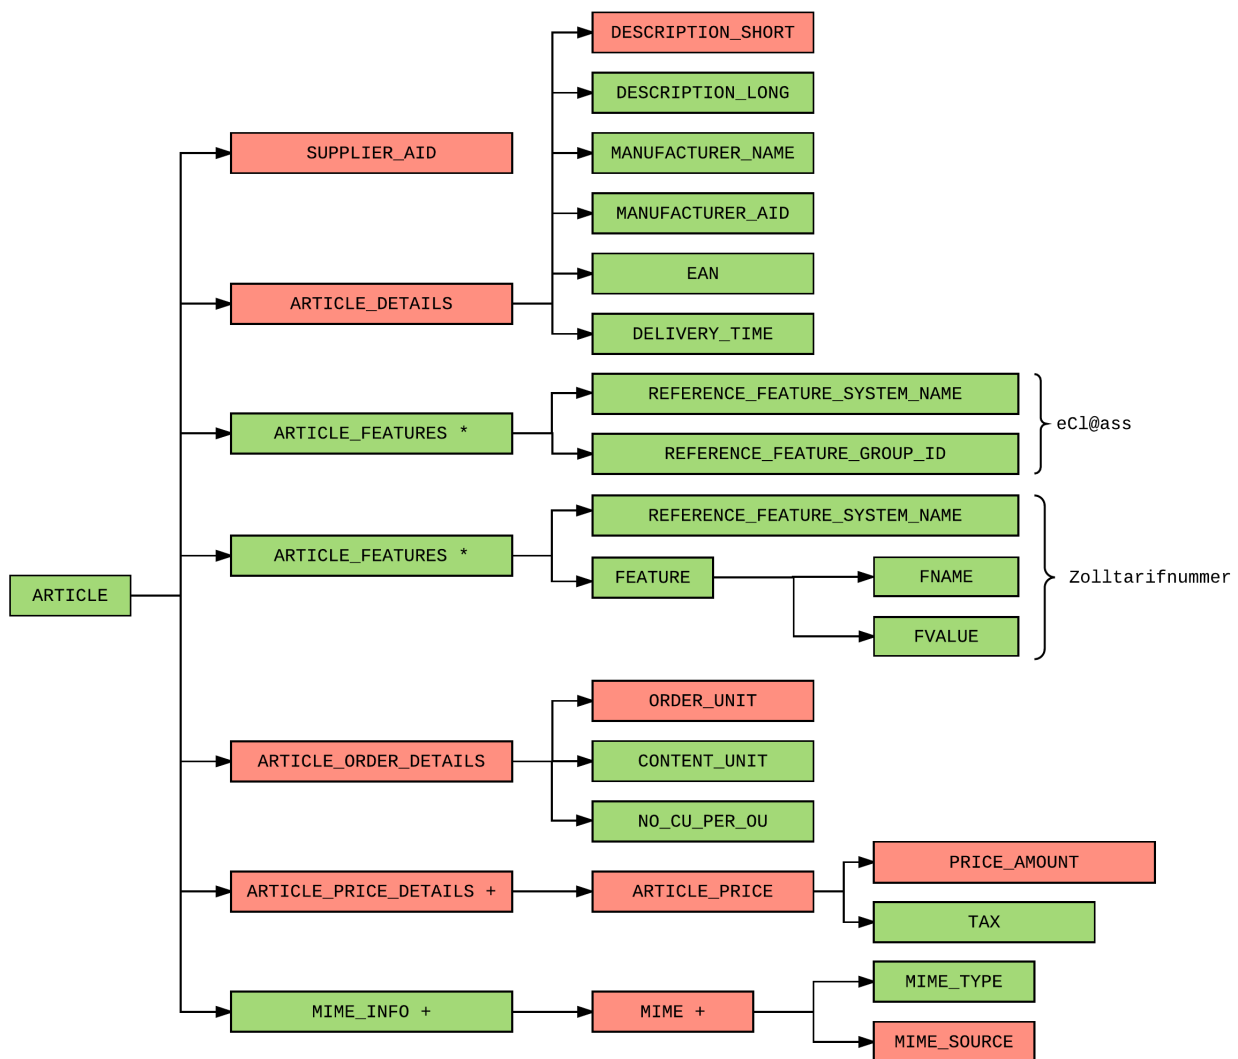 DESCRIPTION_SHORT
DESCRIPTION_LONG
SUPPLIER_AID
MANUFACTURER_NAME
MANUFACTURER_AID
EAN
ARTICLE_DETAILS
DELIVERY_TIME
REFERENCE_FEATURE_SYSTEM_NAME
eCl@ass
ARTICLE_FEATURES *
REFERENCE_FEATURE_GROUP_ID
REFERENCE_FEATURE_SYSTEM_NAME
ARTICLE_FEATURES *
FEATURE
FNAME
Zolltarifnummer
ARTICLE
FVALUE
ORDER_UNIT
ARTICLE_ORDER_DETAILS
CONTENT_UNIT
NO_CU_PER_OU
PRICE_AMOUNT
ARTICLE_PRICE_DETAILS +
ARTICLE_PRICE
TAX
MIME_TYPE
MIME_INFO +
MIME +
MIME_SOURCE